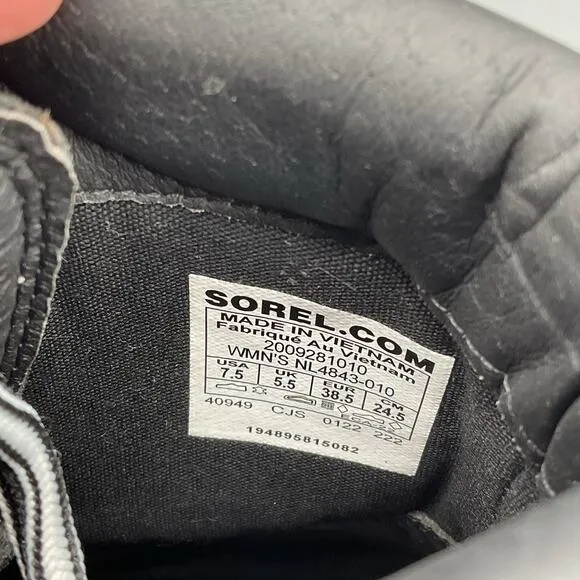 SOREL.COM
MADE IN VIETNAM
Fabriqué Au Vietnam
2009281010
WMN'S NL4843-010
USA UK EUR CM
7.5 5.5 38.5 24.5
40949 CJS 0122 222
194895815082